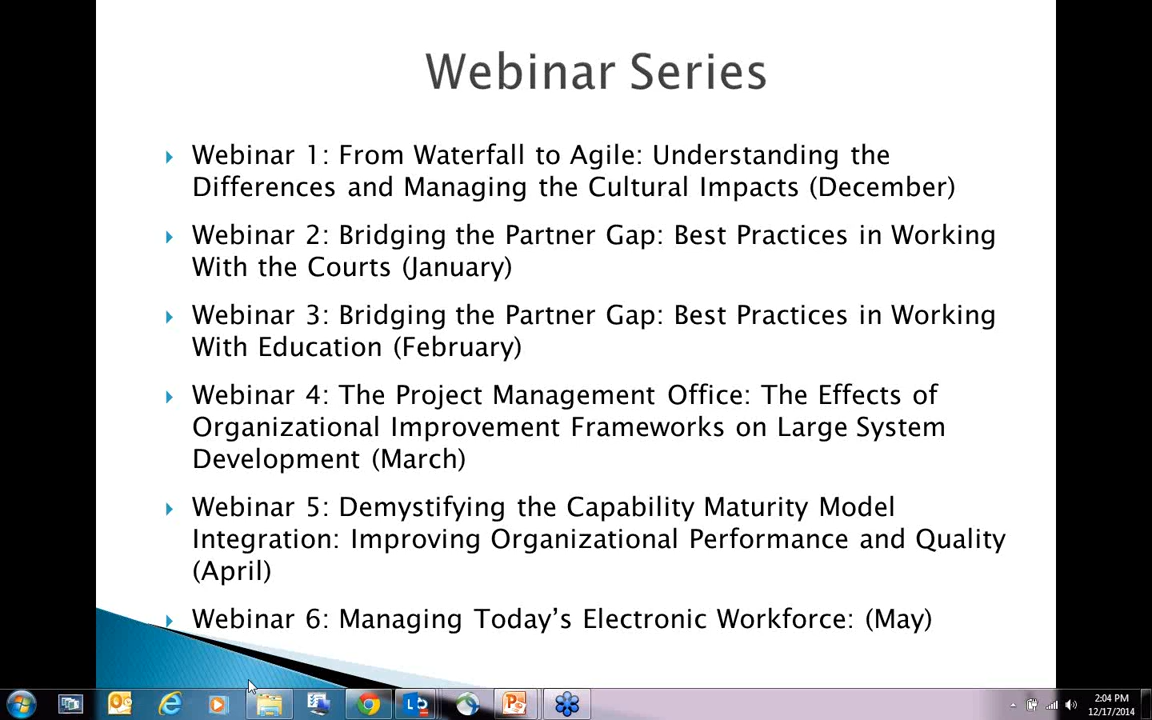 Webinar Series
Webinar 1: From Waterfall to Agile: Understanding the
Differences and Managing the Cultural Impacts (December)
Webinar 2: Bridging the Partner Gap: Best Practices in Working
With the Courts (January)
Webinar 3: Bridging the Partner Gap: Best Practices in Working
With Education (February)
Webinar 4: The Project Management Office: The Effects of
Organizational Improvement Frameworks on Large System
Development (March)
Webinar 5: Demystifying the Capability Maturity Model
Integration: Improving Organizational Performance and Quality
(April)
Webinar 6: Managing Today’s Electronic Workforce: (May)
2:04 PM
12/17/2014